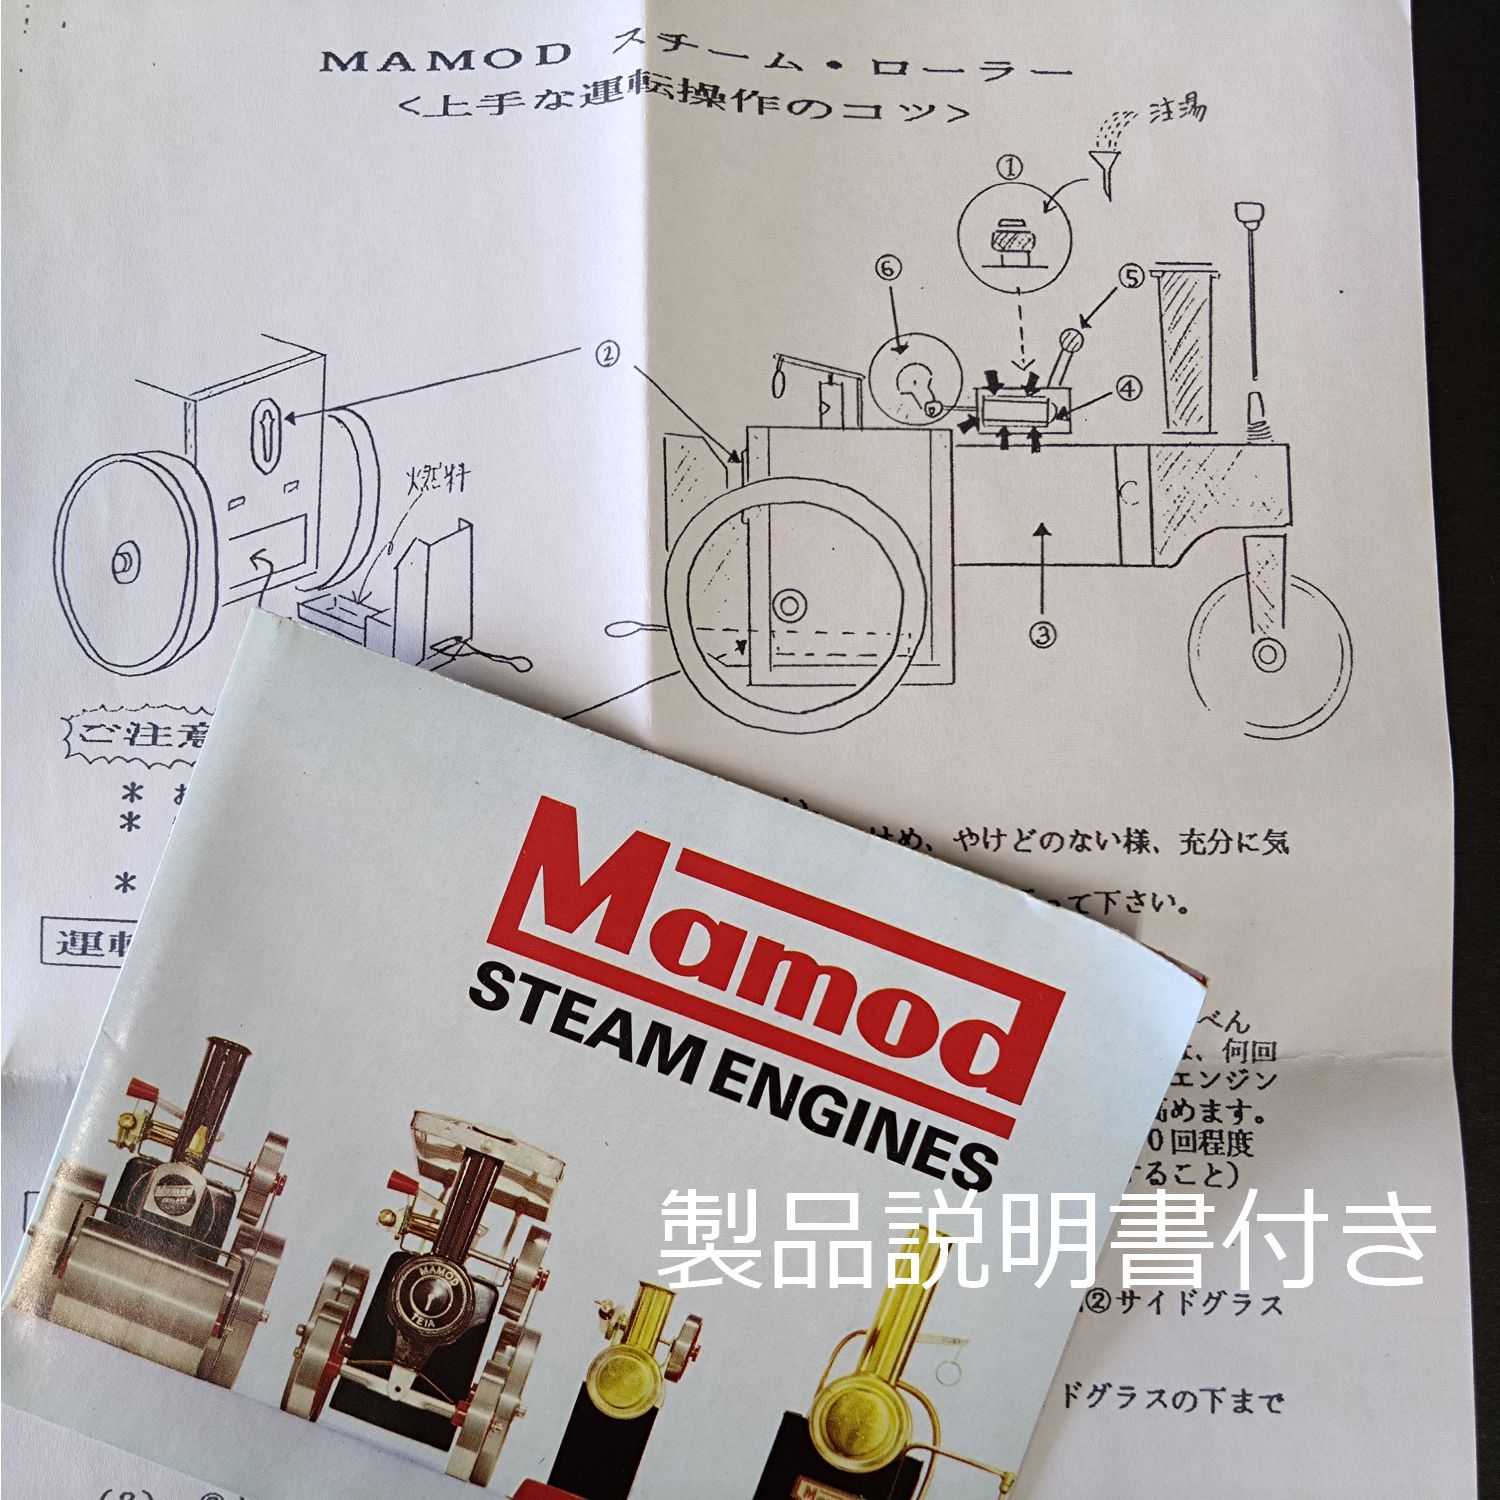 MAMOD スチーム・ローラー
<上手な運転操作のコツ>
注湯
①
⑥
⑤
②
④
燃料
③
ご注意
*
*
け め、やけどのない様、充分に気
*
って下さい。
運転
べん
、何回
エンジン
高めます。
0回程度
すること)
Mamod
STEAM ENGINES
MAMOD
TE1A
製品説明書付き
②サイドグラス
ドグラスの下まで